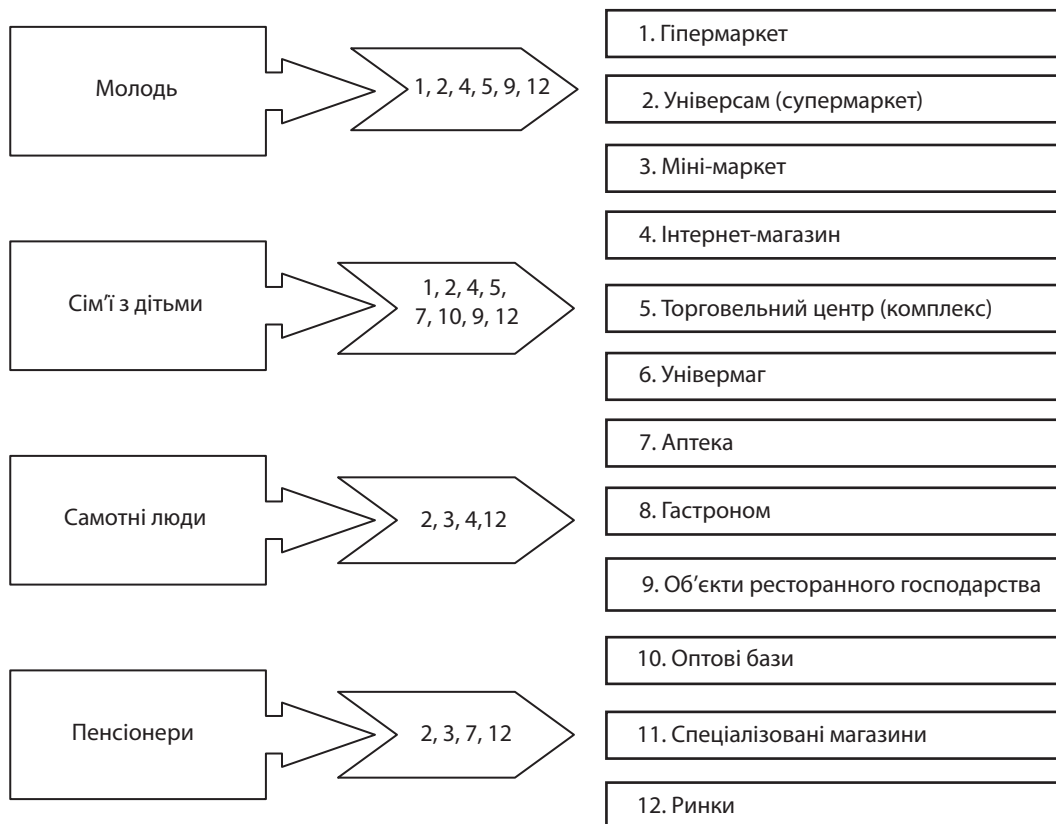 Молодь
1, 2, 4, 5, 9, 12
Сім’ї з дітьми
1, 2, 4, 5,
7, 10, 9, 12
Самотні люди
2, 3, 4,12
Пенсіонери
2, 3, 7, 12
1. Гіпермаркет
2. Універсам (супермаркет)
3. Міні-маркет
4. Інтернет-магазин
5. Торговельний центр (комплекс)
6. Універмаг
7. Аптека
8. Гастроном
9. Об’єкти ресторанного господарства
10. Оптові бази
11. Спеціалізовані магазини
12. Ринки